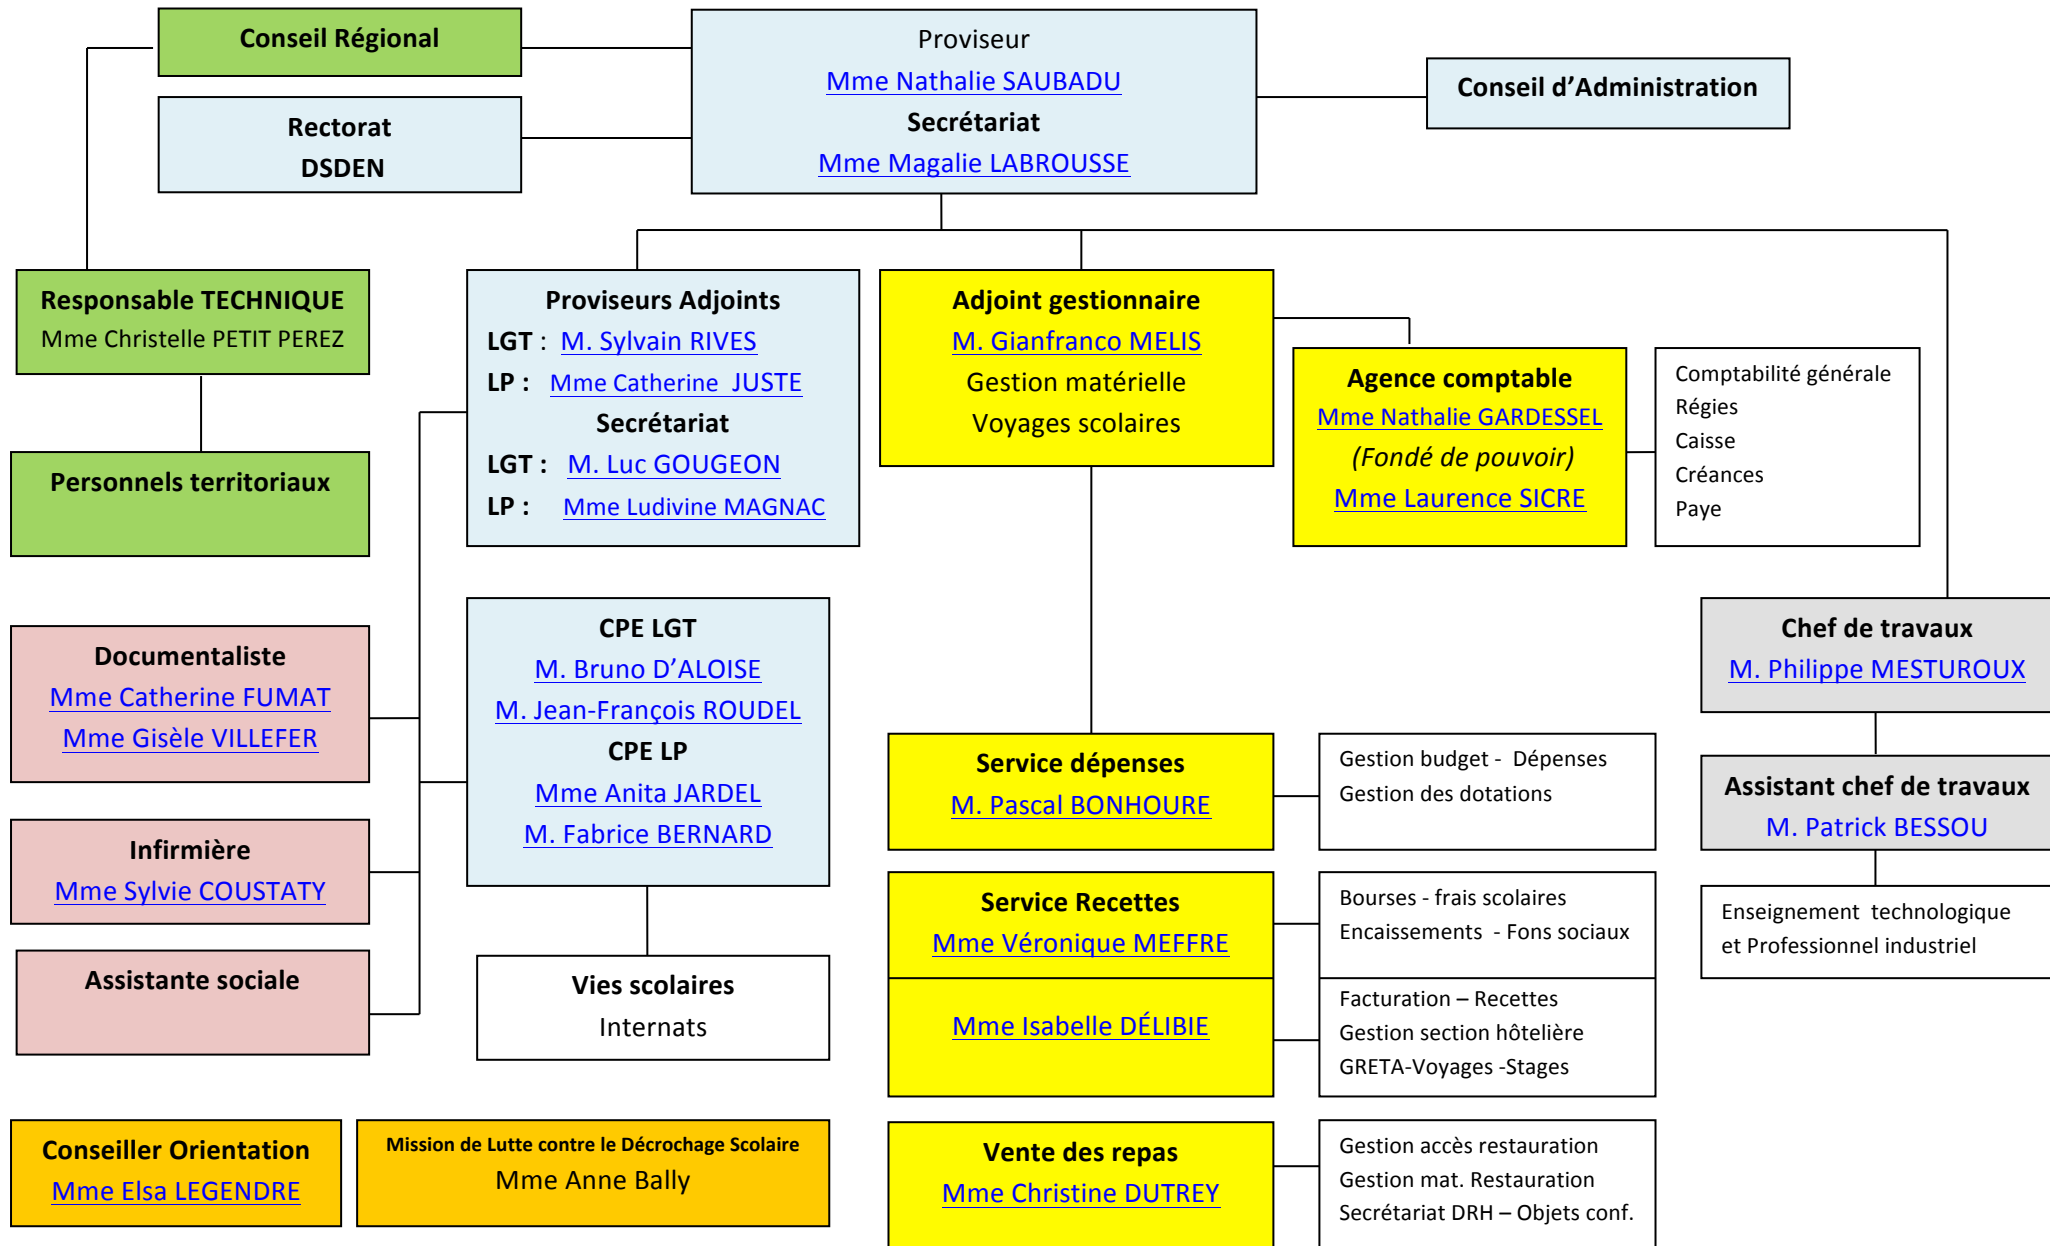 Conseil Régional
Proviseur
Mme Nathalie SAUBADU
Secrétariat
Mme Magalie LABROUSSE
Conseil d’Administration
Rectorat
DSDEN
Responsable TECHNIQUE
Mme Christelle PETIT PEREZ
Personnels territoriaux
Proviseurs Adjoints
LGT : M. Sylvain RIVES
LP : Mme Catherine JUSTE
Secrétariat
LGT : M. Luc GOUGEON
LP : Mme Ludivine MAGNAC
Adjoint gestionnaire
M. Gianfranco MELIS
Gestion matérielle
Voyages scolaires
Agence comptable
Mme Nathalie GARDESSEL
(Fondé de pouvoir)
Mme Laurence SICRE
Comptabilité générale
Régies
Caisse
Créances
Paye
Documentaliste
Mme Catherine FUMAT
Mme Gisèle VILLEFER
Infirmière
Mme Sylvie COUSTATY
Assistante sociale
CPE LGT
M. Bruno D’ALOISE
M. Jean-François ROUDEL
CPE LP
Mme Anita JARDEL
M. Fabrice BERNARD
Vies scolaires
Internats
Chef de travaux
M. Philippe MESTUROUX
Assistant chef de travaux
M. Patrick BESSOU
Enseignement technologique
et Professionnel industriel
Service dépenses
M. Pascal BONHOURE
Gestion budget - Dépenses
Gestion des dotations
Service Recettes
Mme Véronique MEFFRE
Bourses - frais scolaires
Encaissements - Fons sociaux
Mme Isabelle DÉLIBIE
Facturation – Recettes
Gestion section hôtelière
GRETA-Voyages -Stages
Conseiller Orientation
Mme Elsa LEGENDRE
Mission de Lutte contre le Décrochage Scolaire
Mme Anne Bally
Vente des repas
Mme Christine DUTREY
Gestion accès restauration
Gestion mat. Restauration
Secrétariat DRH – Objets conf.